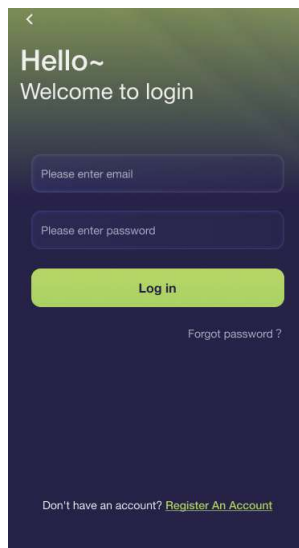 Hello~
Welcome to login
Please enter email
Please enter password
Log in
Forgot password ?
Don't have an account? Register An Account